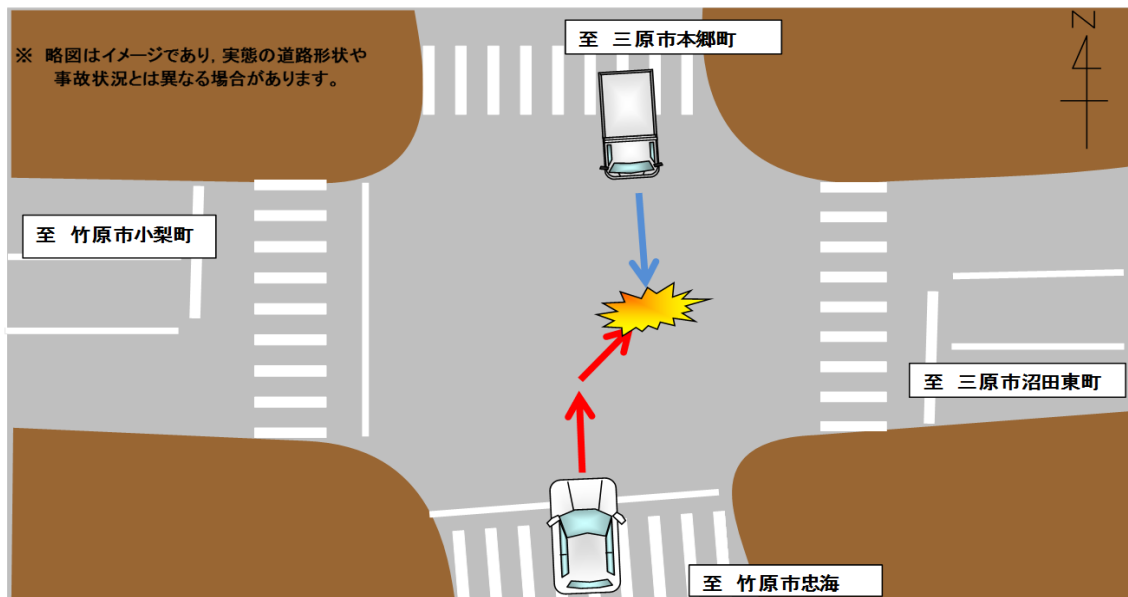 至 三原市本郷町
※ 略図はイメージであり,実態の道路形状や
事故状況とは異なる場合があります。
N
至 竹原市小梨町
至 三原市沼田東町
至 竹原市忠海